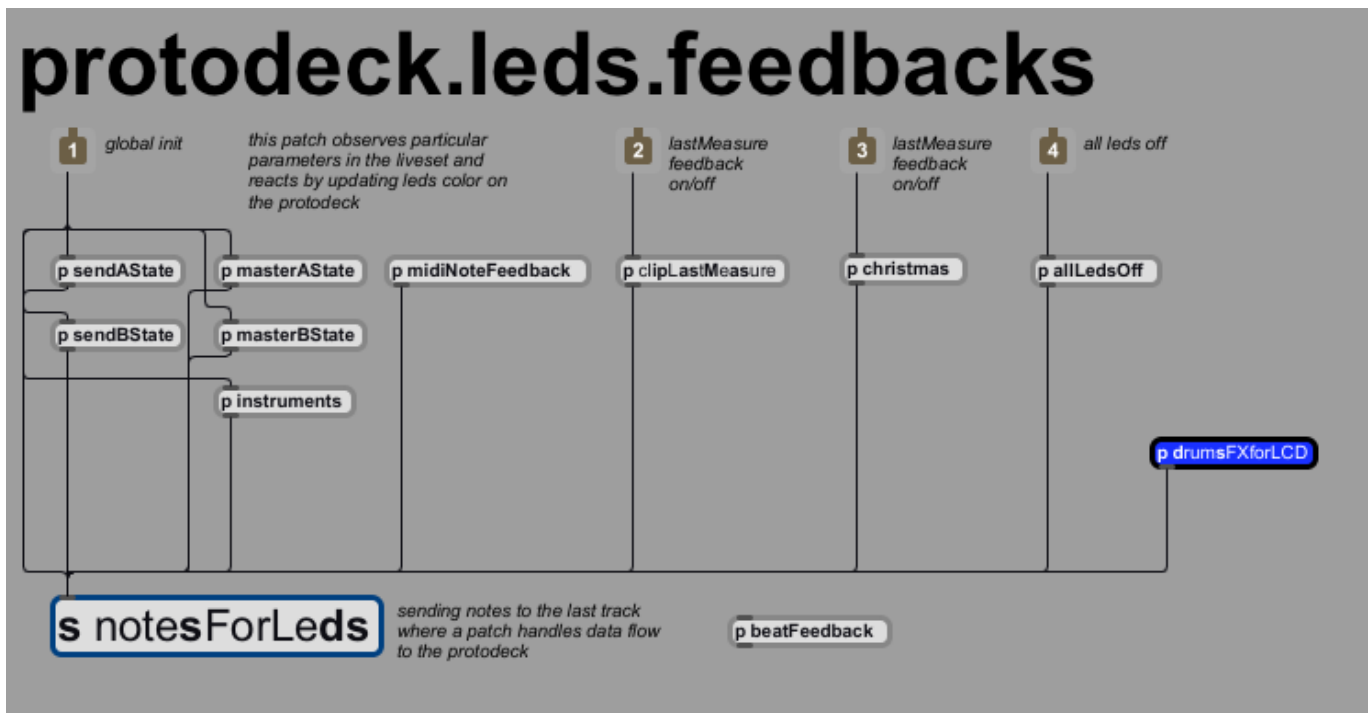 protodeck.leds.feedbacks
1
global init
this patch observes particular
parameters in the liveset and
reacts by updating leds color on
the protodeck
2
lastMeasure
feedback
on/off
3
lastMeasure
feedback
on/off
4
all leds off
p sendAState
p masterAState
p midiNoteFeedback
p clipLastMeasure
p christmas
p allLedsOff
p sendBState
p masterBState
p instruments
p drumsFXforLCD
s notesForLeds
sending notes to the last track
where a patch handles data flow
to the protodeck
p beatFeedback